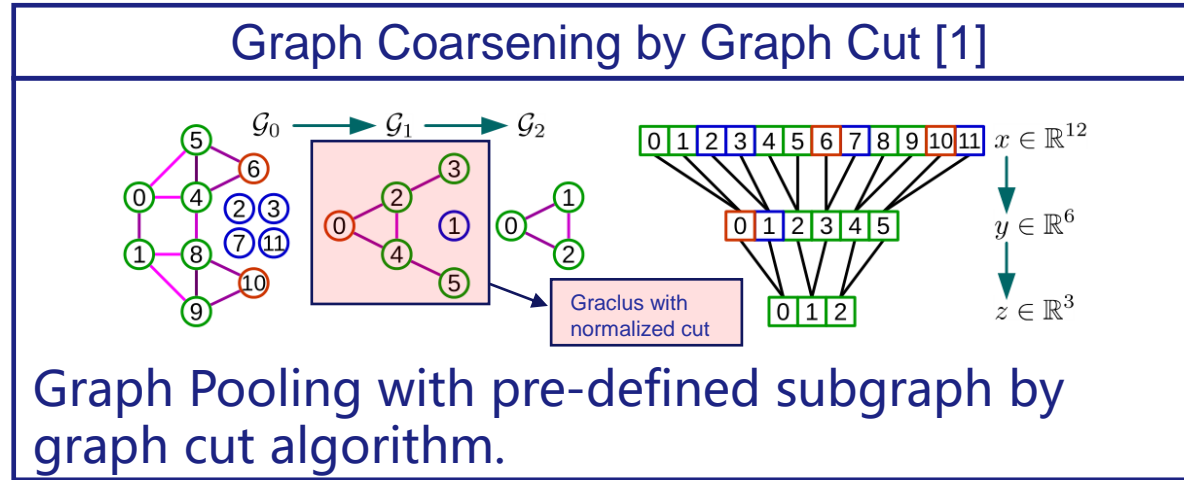 Graph Coarsening by Graph Cut [1]
𝒢₀ → 𝒢₁ → 𝒢₂
5
6
0 4
2 3
7 11
1 8
10
9
3
2
0 1
4
5
1
0
2
Graclus with
normalized cut
0 1 2 3 4 5 6 7 8 9 10 11 x ∈ ℝ¹²
0 1 2 3 4 5 y ∈ ℝ⁶
0 1 2 z ∈ ℝ³
Graph Pooling with pre-defined subgraph by
graph cut algorithm.